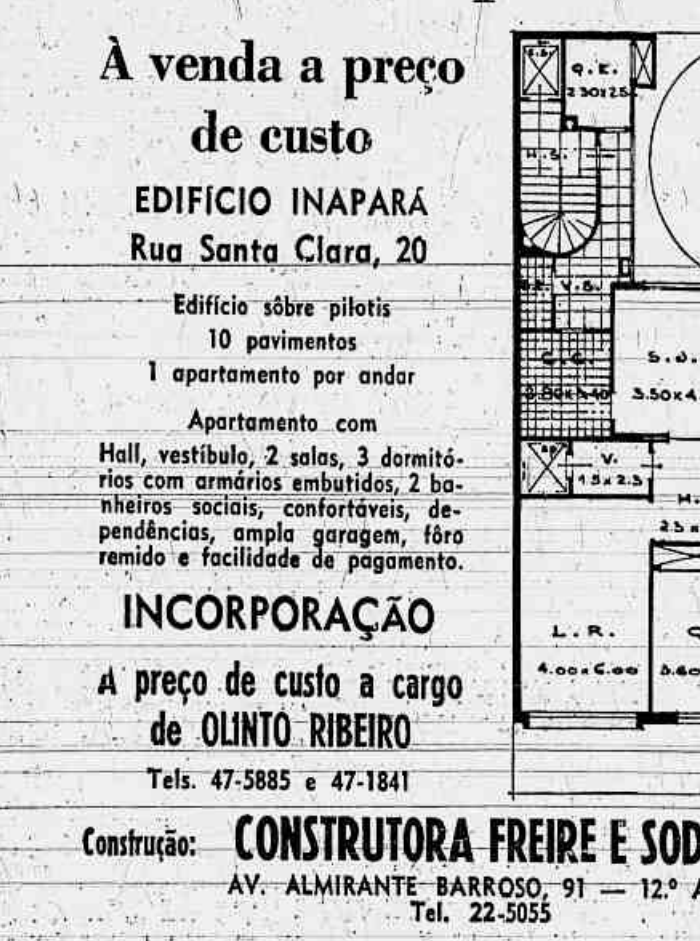 À venda a preço
de custo
EDIFÍCIO INAPARÁ
Rua Santa Clara, 20
Edifício sôbre pilotis
10 pavimentos
1 apartamento por andar
Apartamento com
Hall, vestíbulo, 2 salas, 3 dormitó-
rios com armários embutidos, 2 ba-
nheiros sociais, confortáveis, de-
pendências, ampla garagem, fôro
remido e facilidade de pagamento.
INCORPORAÇÃO
A preço de custo a cargo
de OLINTO RIBEIRO
Tels. 47-5885 e 47-1841
Construção: CONSTRUTORA FREIRE E SOD
AV. ALMIRANTE BARROSO, 91 — 12.º A
Tel. 22-5055
Q.E.
H.S.
V.S.
S.J.
3.50x4
V.
1.5x2.5
H.
L.R.
4.00x6.00